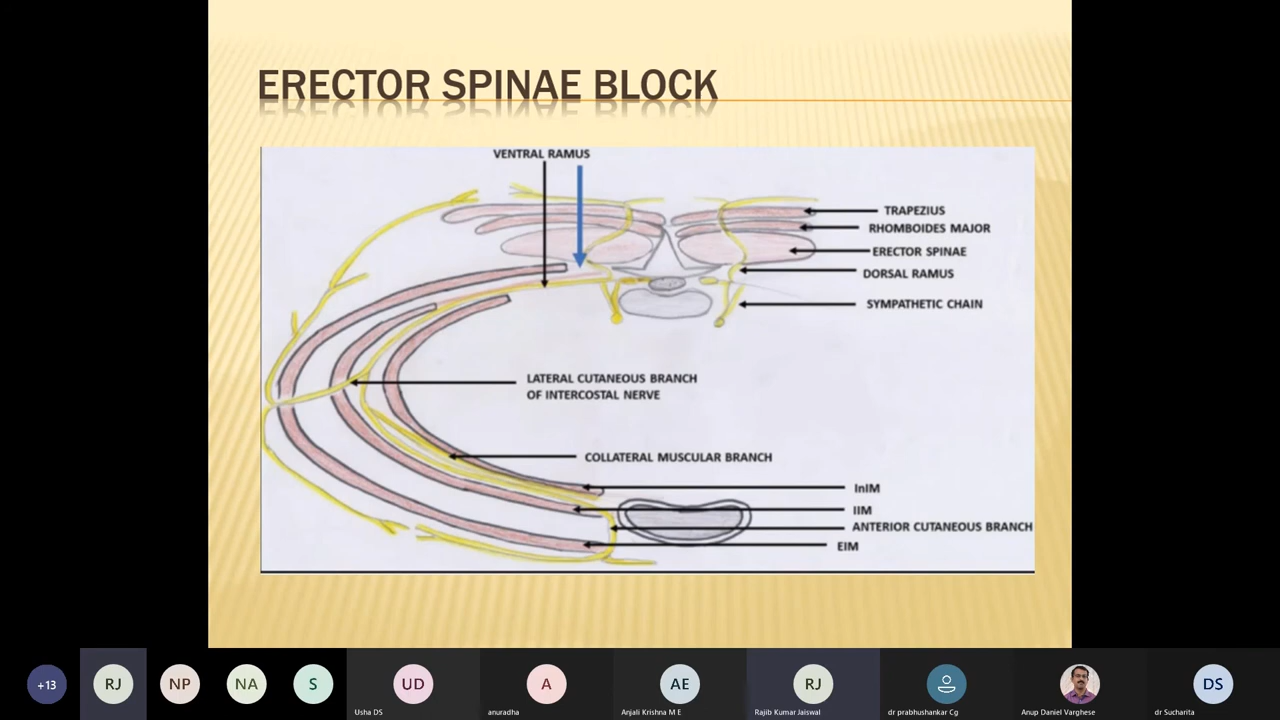 ERECTOR SPINAE BLOCK
VENTRAL RAMUS
TRAPEZIUS
RHOMBOIDES MAJOR
ERECTOR SPINAE
DORSAL RAMUS
SYMPATHETIC CHAIN
LATERAL CUTANEOUS BRANCH
OF INTERCOSTAL NERVE
COLLATERAL MUSCULAR BRANCH
InIM
IIM
ANTERIOR CUTANEOUS BRANCH
EIM
+13
RJ
NP
NA
S
UD
A
AE
RJ
DS
Usha DS
anuradha
Anjali Krishna M E
Rajib Kumar Jaiswal
dr prabhushankar Cg
Anup Daniel Varghese
dr Sucharita